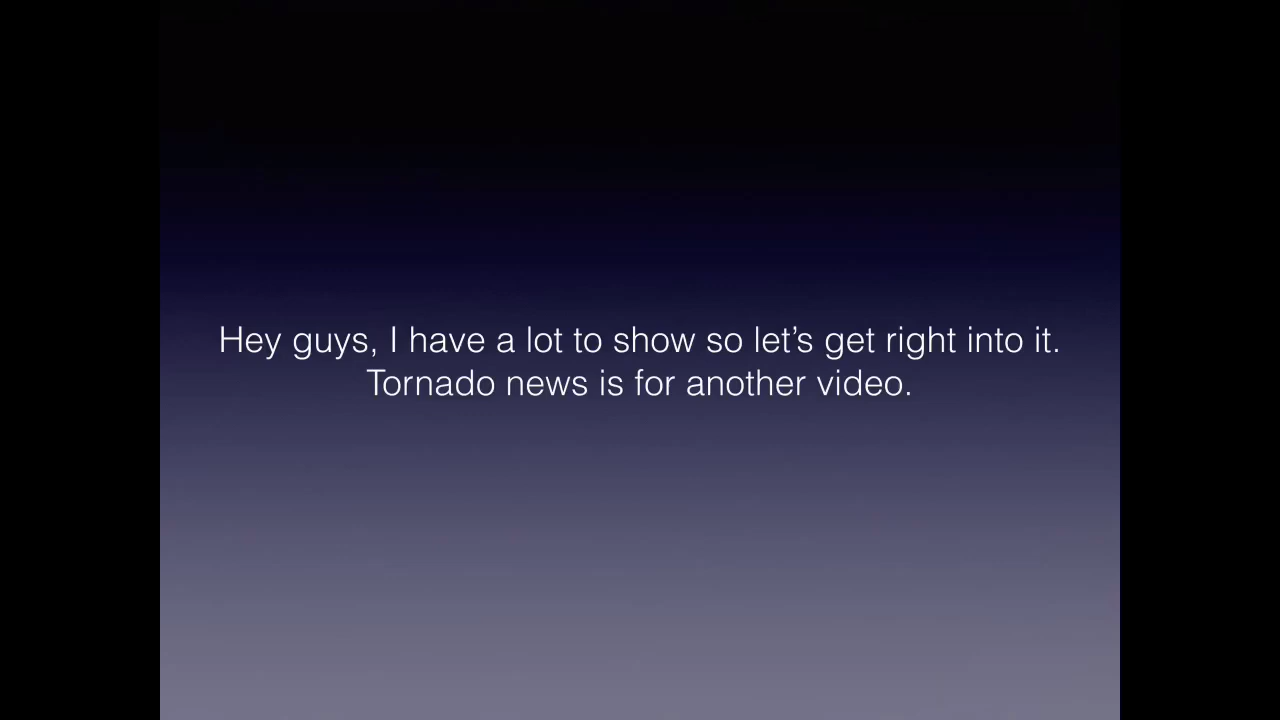 Hey guys, I have a lot to show so let’s get right into it.
Tornado news is for another video.